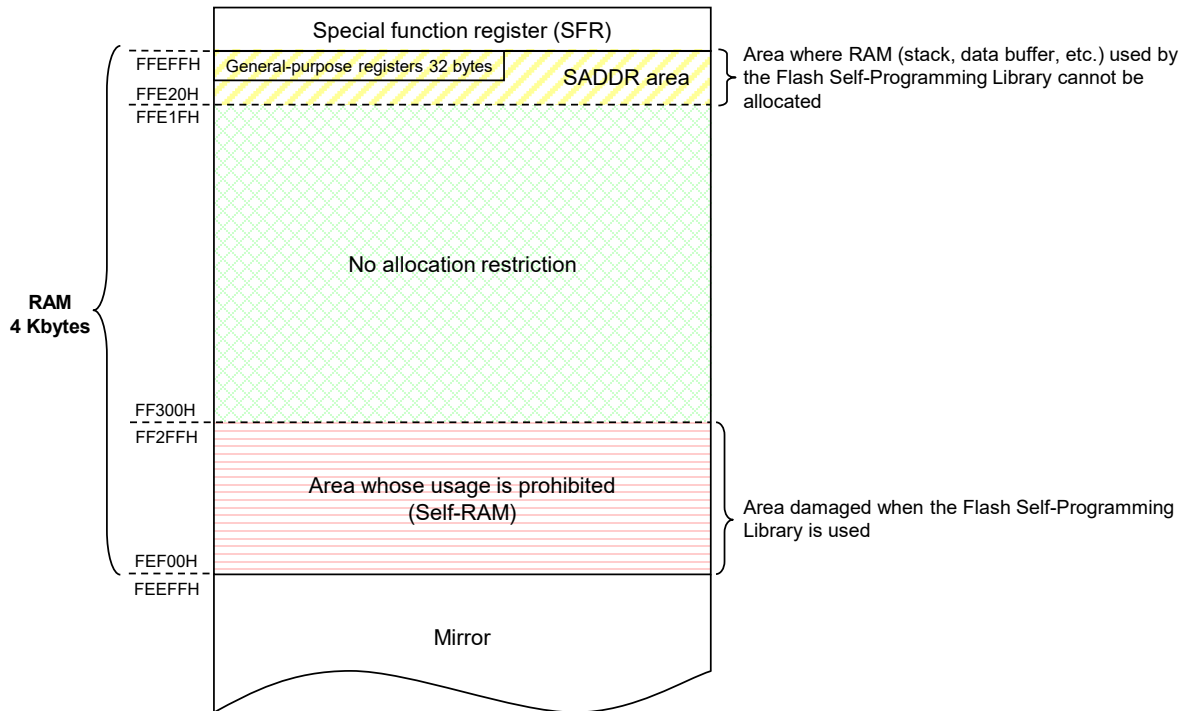 Special function register (SFR)
FFEFFH
General-purpose registers 32 bytes
SADDR area
Area where RAM (stack, data buffer, etc.) used by
the Flash Self-Programming Library cannot be
allocated
FFE20H
FFE1FH
No allocation restriction
RAM
4 Kbytes
FF300H
FF2FFH
Area whose usage is prohibited
(Self-RAM)
Area damaged when the Flash Self-Programming
Library is used
FEF00H
FEEFFH
Mirror